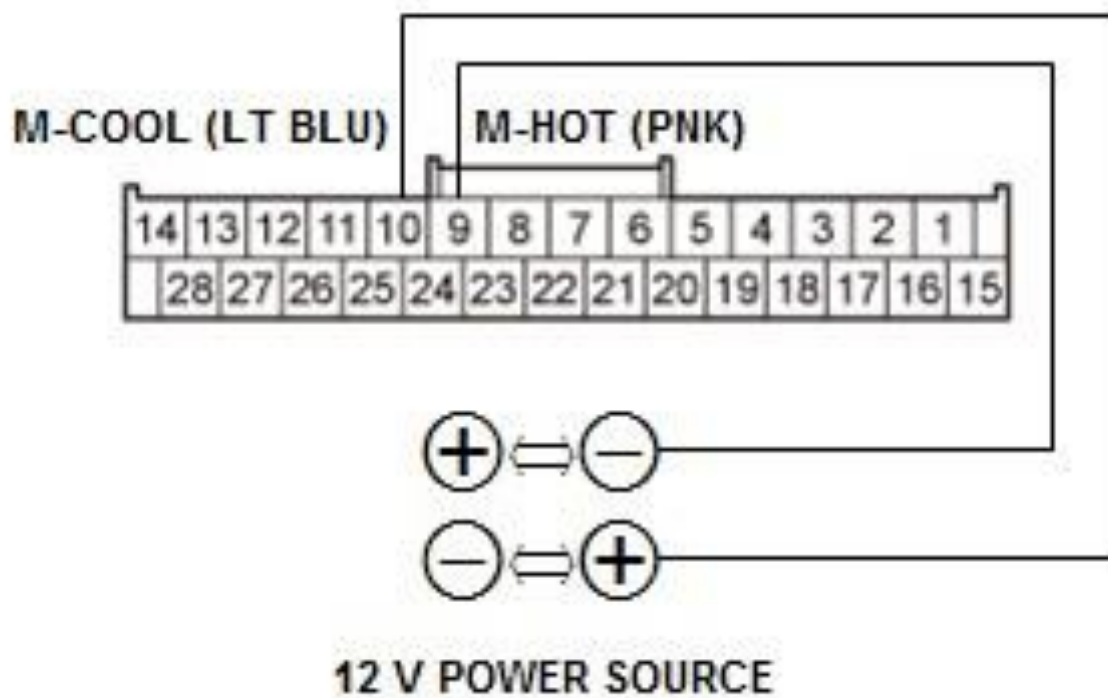 M-COOL (LT BLU) M-HOT (PNK)
14 13 12 11 10 9 8 7 6 5 4 3 2 1
28 27 26 25 24 23 22 21 20 19 18 17 16 15
+ −
− +
12 V POWER SOURCE